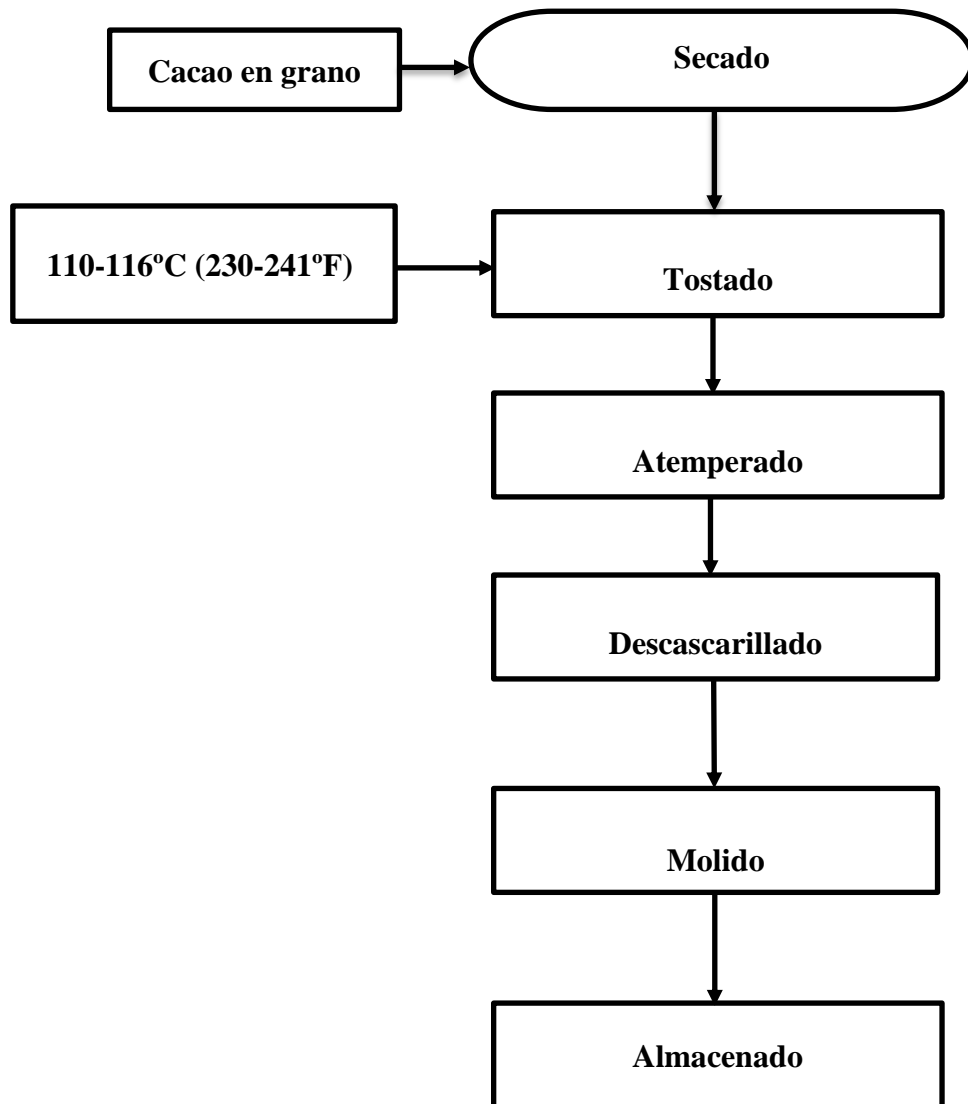 Cacao en grano
Secado
110-116ºC (230-241ºF)
Tostado
Atemperado
Descascarillado
Molido
Almacenado